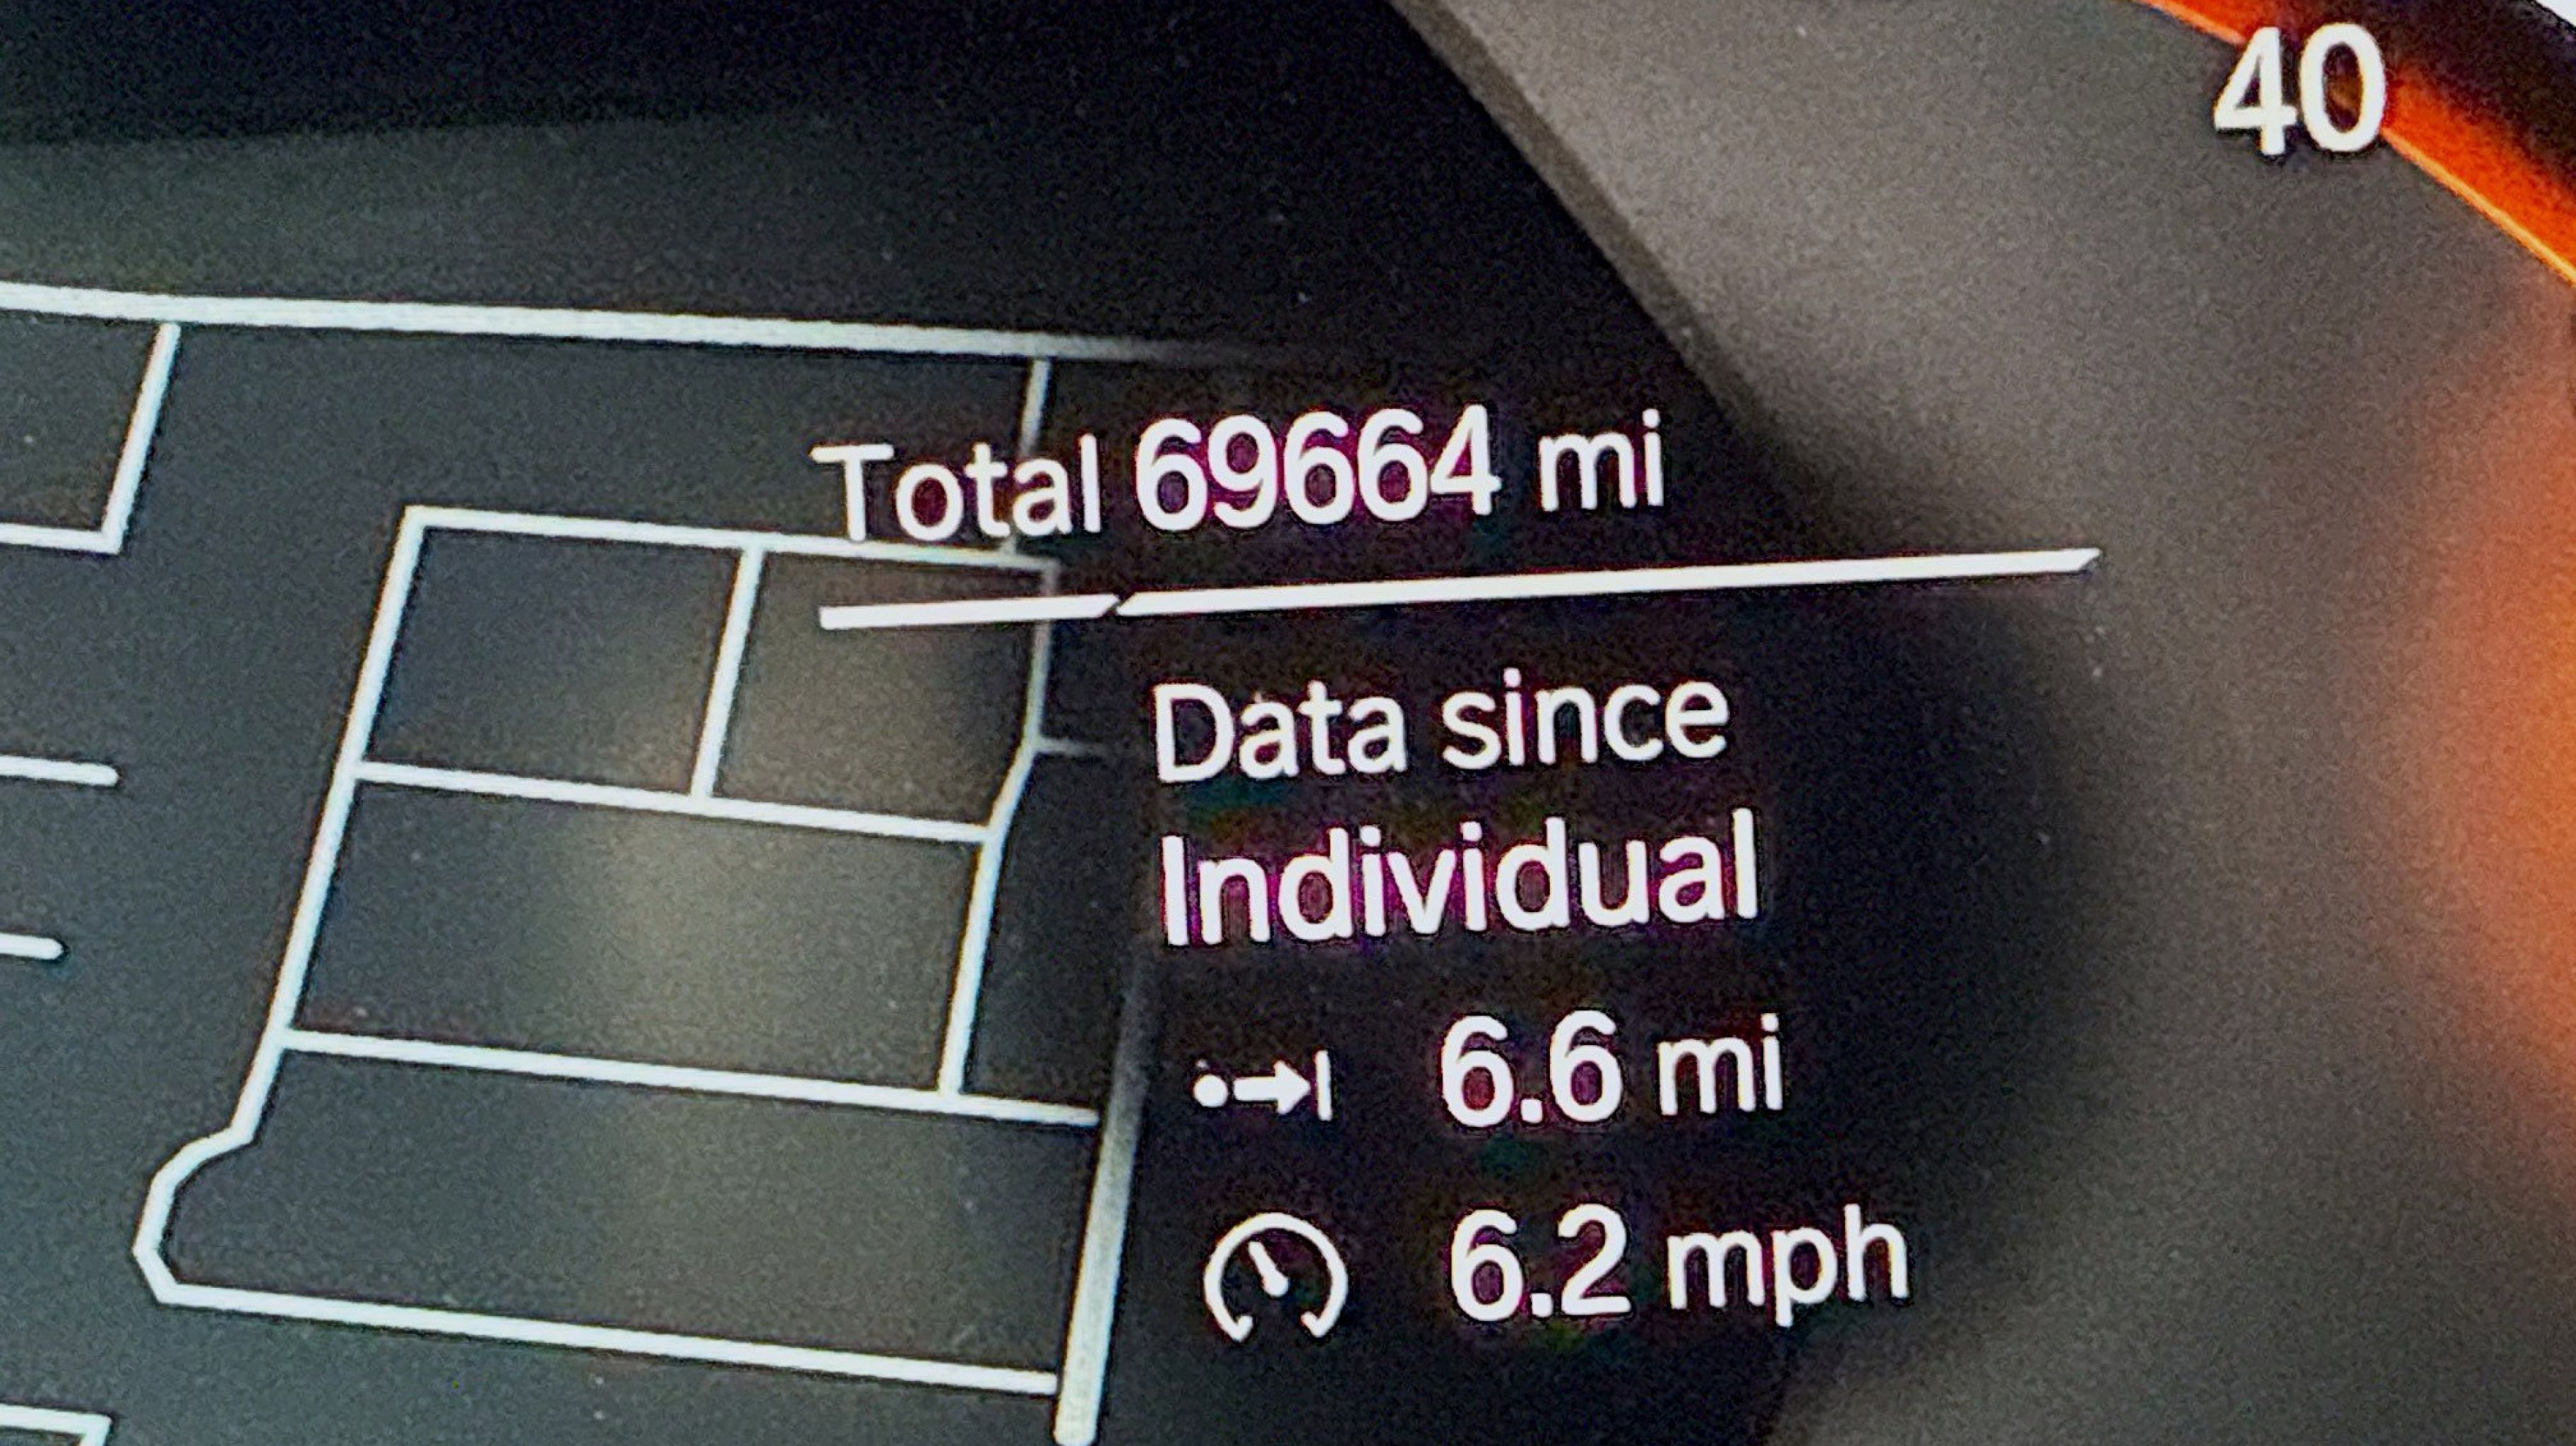 40
Total 69664 mi
Data since
Individual
6.6 mi
6.2 mph